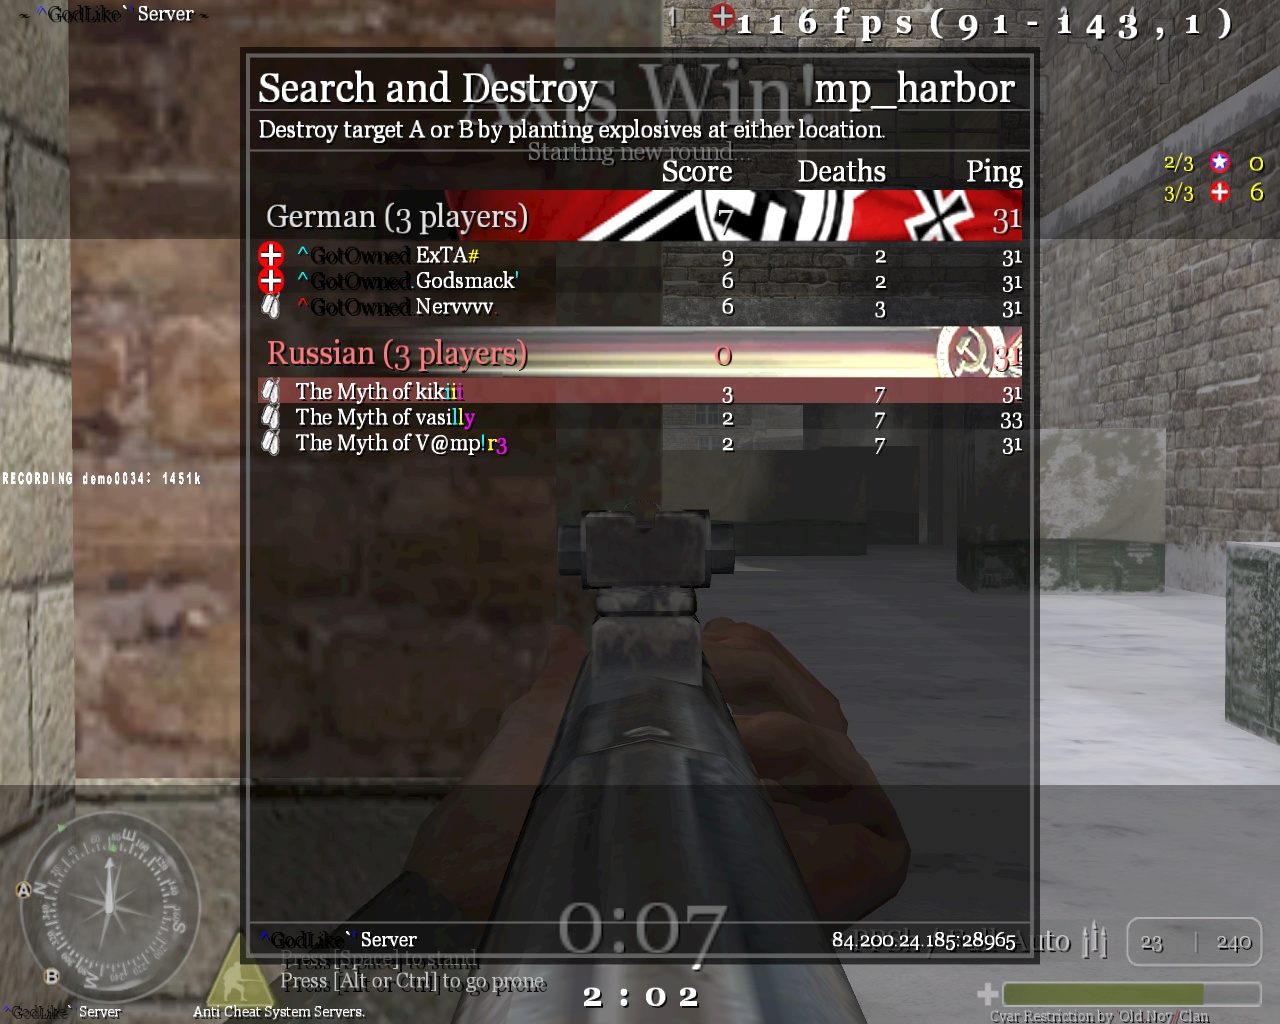 ~ ^GodLike`' Server ~
116fps(91-143,1)
Axis Win!
Search and Destroy mp_harbor
Destroy target A or B by planting explosives at either location.
Starting new round...
Score Deaths Ping
2/3 0
3/3 6
German (3 players) 7 31
^GotOwned.ExTA# 9 2 31
^GotOwned.Godsmack' 6 2 31
^GotOwned.Nervvvv. 6 3 31
Russian (3 players) 0 31
The Myth of kikiii 3 7 31
The Myth of vasilly 2 7 33
The Myth of V@mp!r3 2 7 31
RECORDING demo0034: 1451k
A
B
N
0:07
^GodLike`' Server 84.200.24.185:28965
Auto 23 | 240
Press [Space] to stand
Press [Alt or Ctrl] to go prone
2:02
^GodLike` Server Anti Cheat System Servers.
Cvar Restriction by 'Old.Nov /Clan